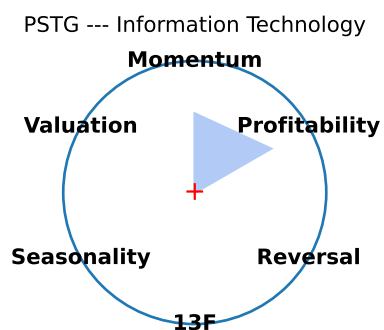 PSTG --- Information Technology
Momentum
Valuation
Profitability
Seasonality
Reversal
13F